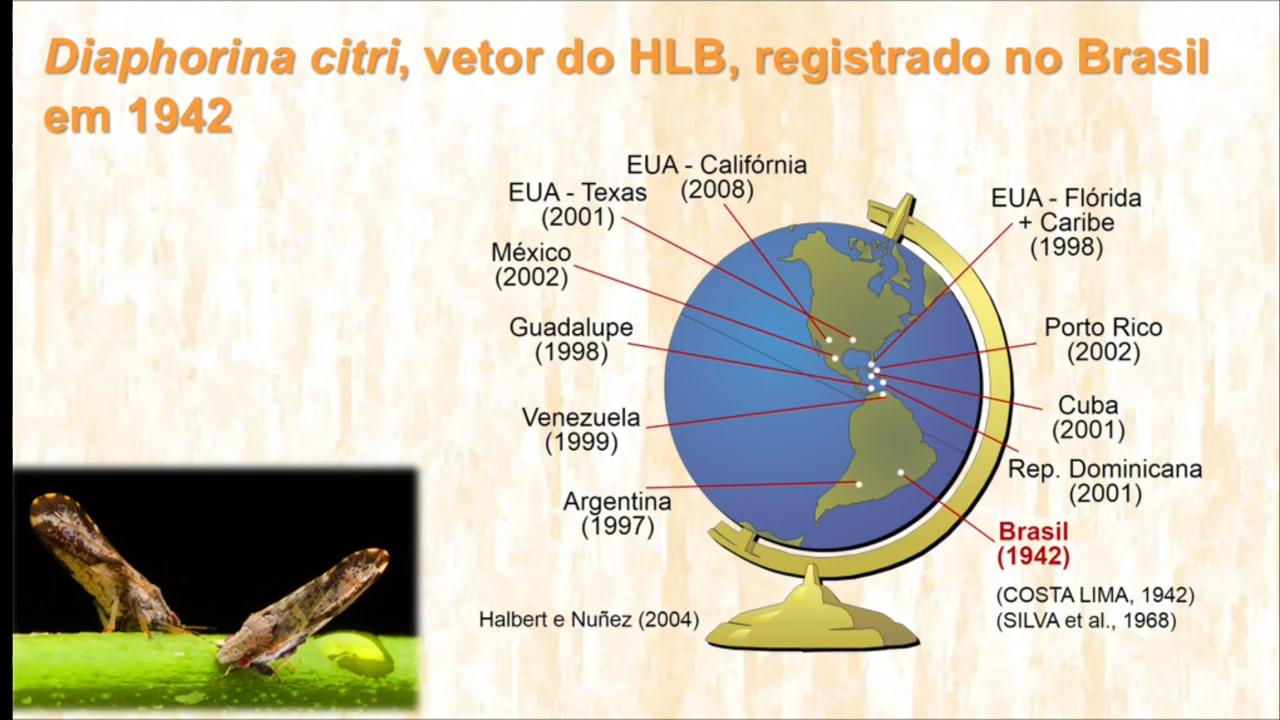 Diaphorina citri, vetor do HLB, registrado no Brasil
em 1942
EUA - Califórnia
(2008)
EUA - Texas
(2001)
México
(2002)
Guadalupe
(1998)
Venezuela
(1999)
Argentina
(1997)
EUA - Flórida
+ Caribe
(1998)
Porto Rico
(2002)
Cuba
(2001)
Rep. Dominicana
(2001)
Brasil
(1942)
(COSTA LIMA, 1942)
(SILVA et al., 1968)
Halbert e Nuñez (2004)